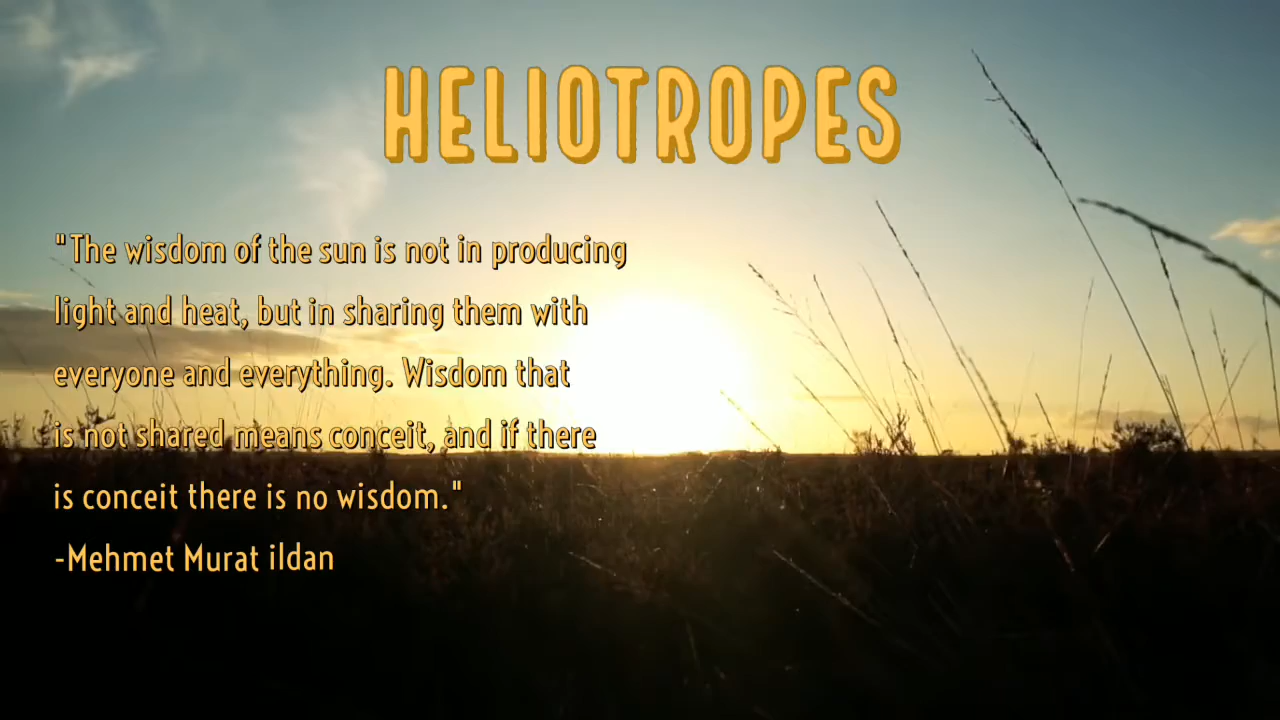 HELIOTROPES
"The wisdom of the sun is not in producing
light and heat, but in sharing them with
everyone and everything. Wisdom that
is not shared means conceit, and if there
is conceit there is no wisdom."
-Mehmet Murat ildan